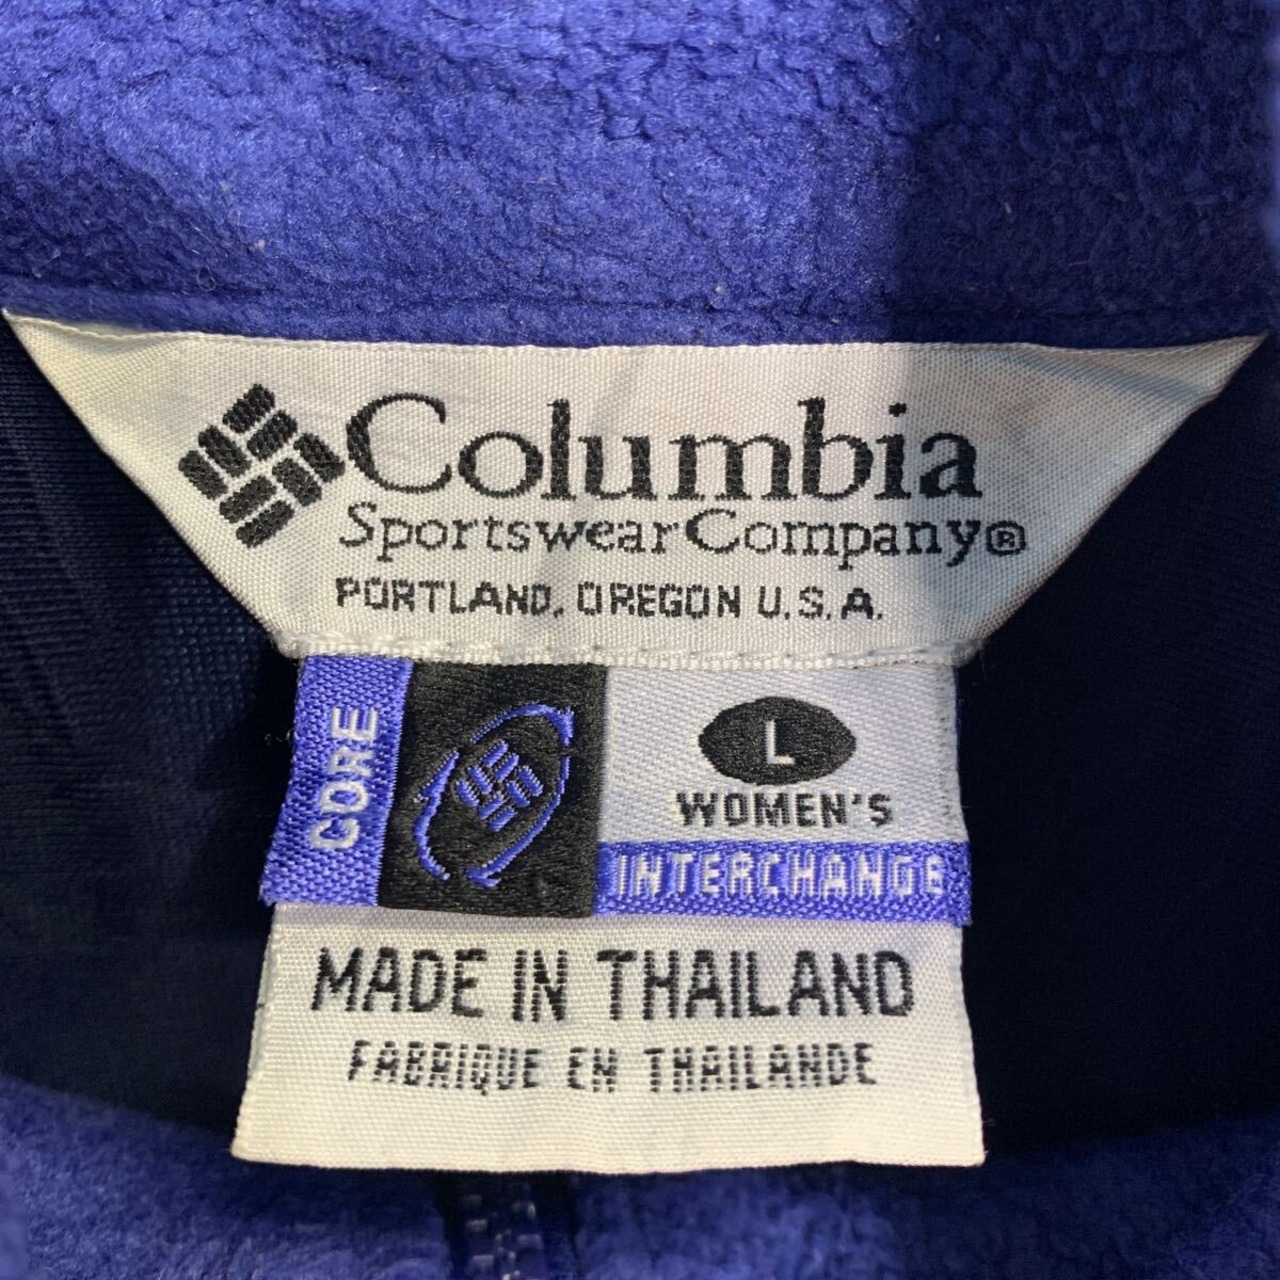 Columbia
Sportswear Company®
PORTLAND, OREGON U.S.A.
CORE
L
WOMEN'S
INTERCHANGE
MADE IN THAILAND
FABRIQUE EN THAILANDE